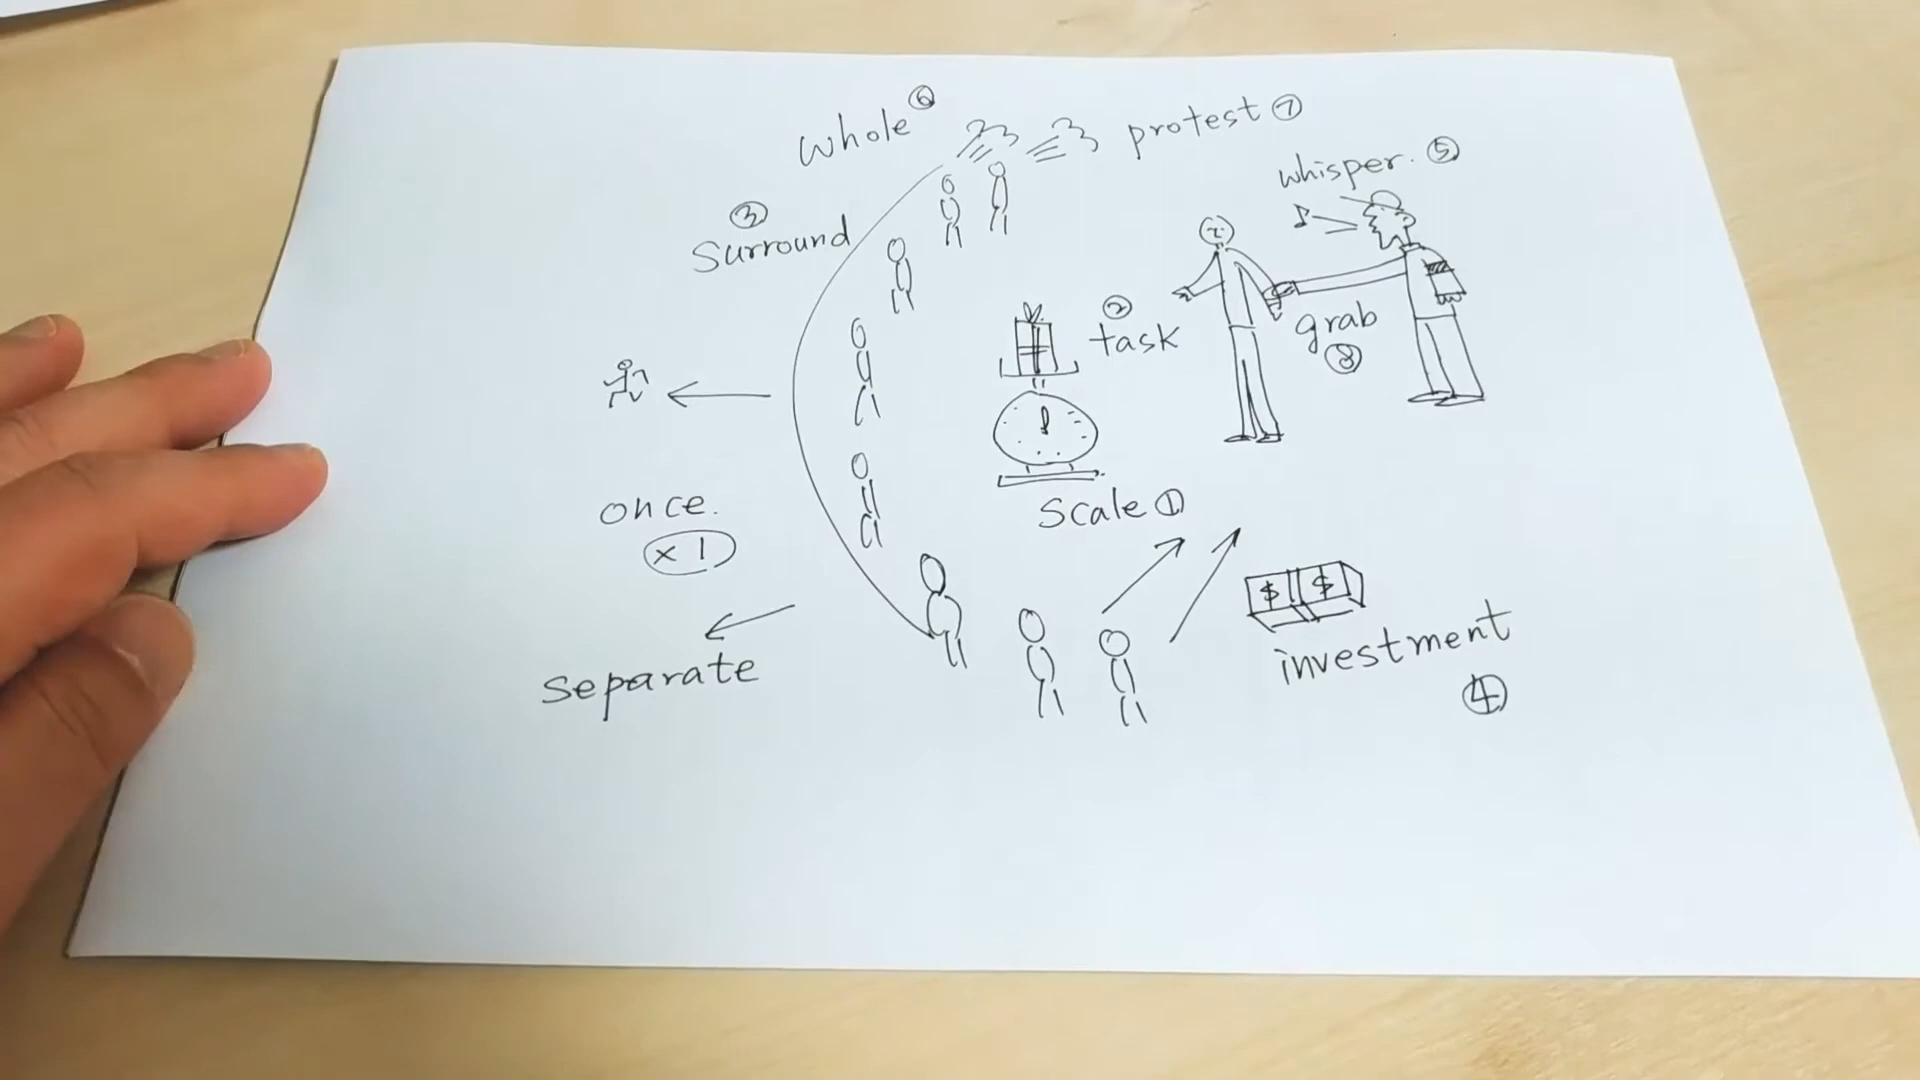 whole ⑥
protest ⑦
whisper. ⑤
③
surround
②
task
grab
⑧
scale ①
once.
× 1
$ $
investment
④
separate